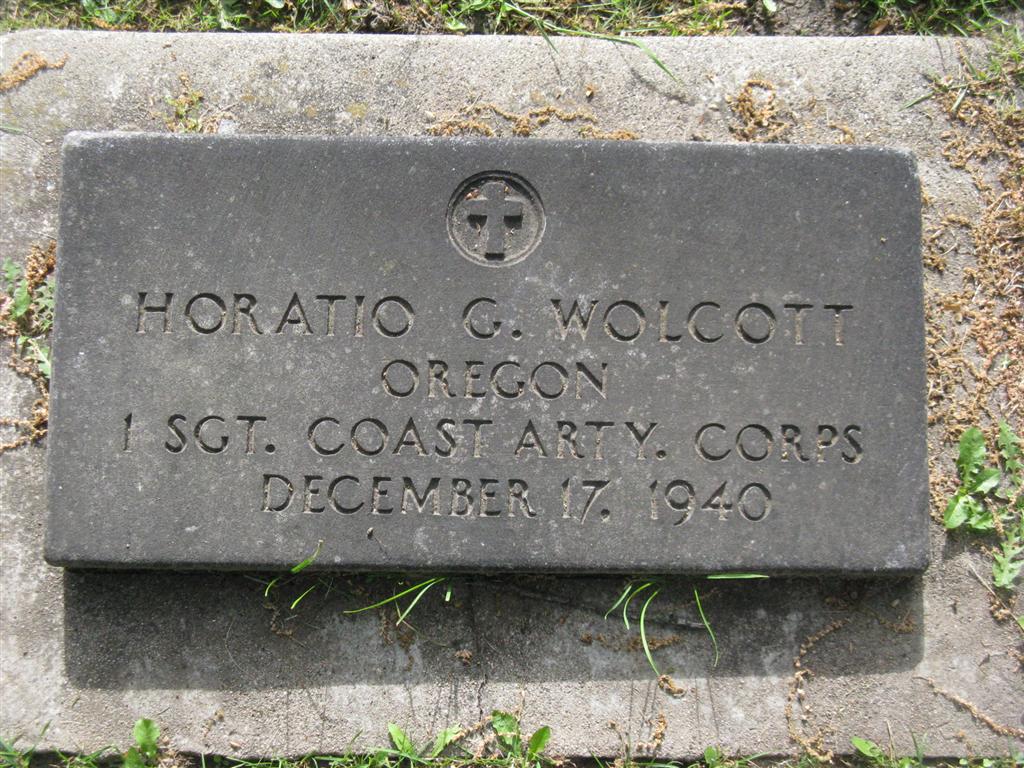 HORATIO G. WOLCOTT
OREGON
1 SGT. COAST ARTY. CORPS
DECEMBER 17. 1940